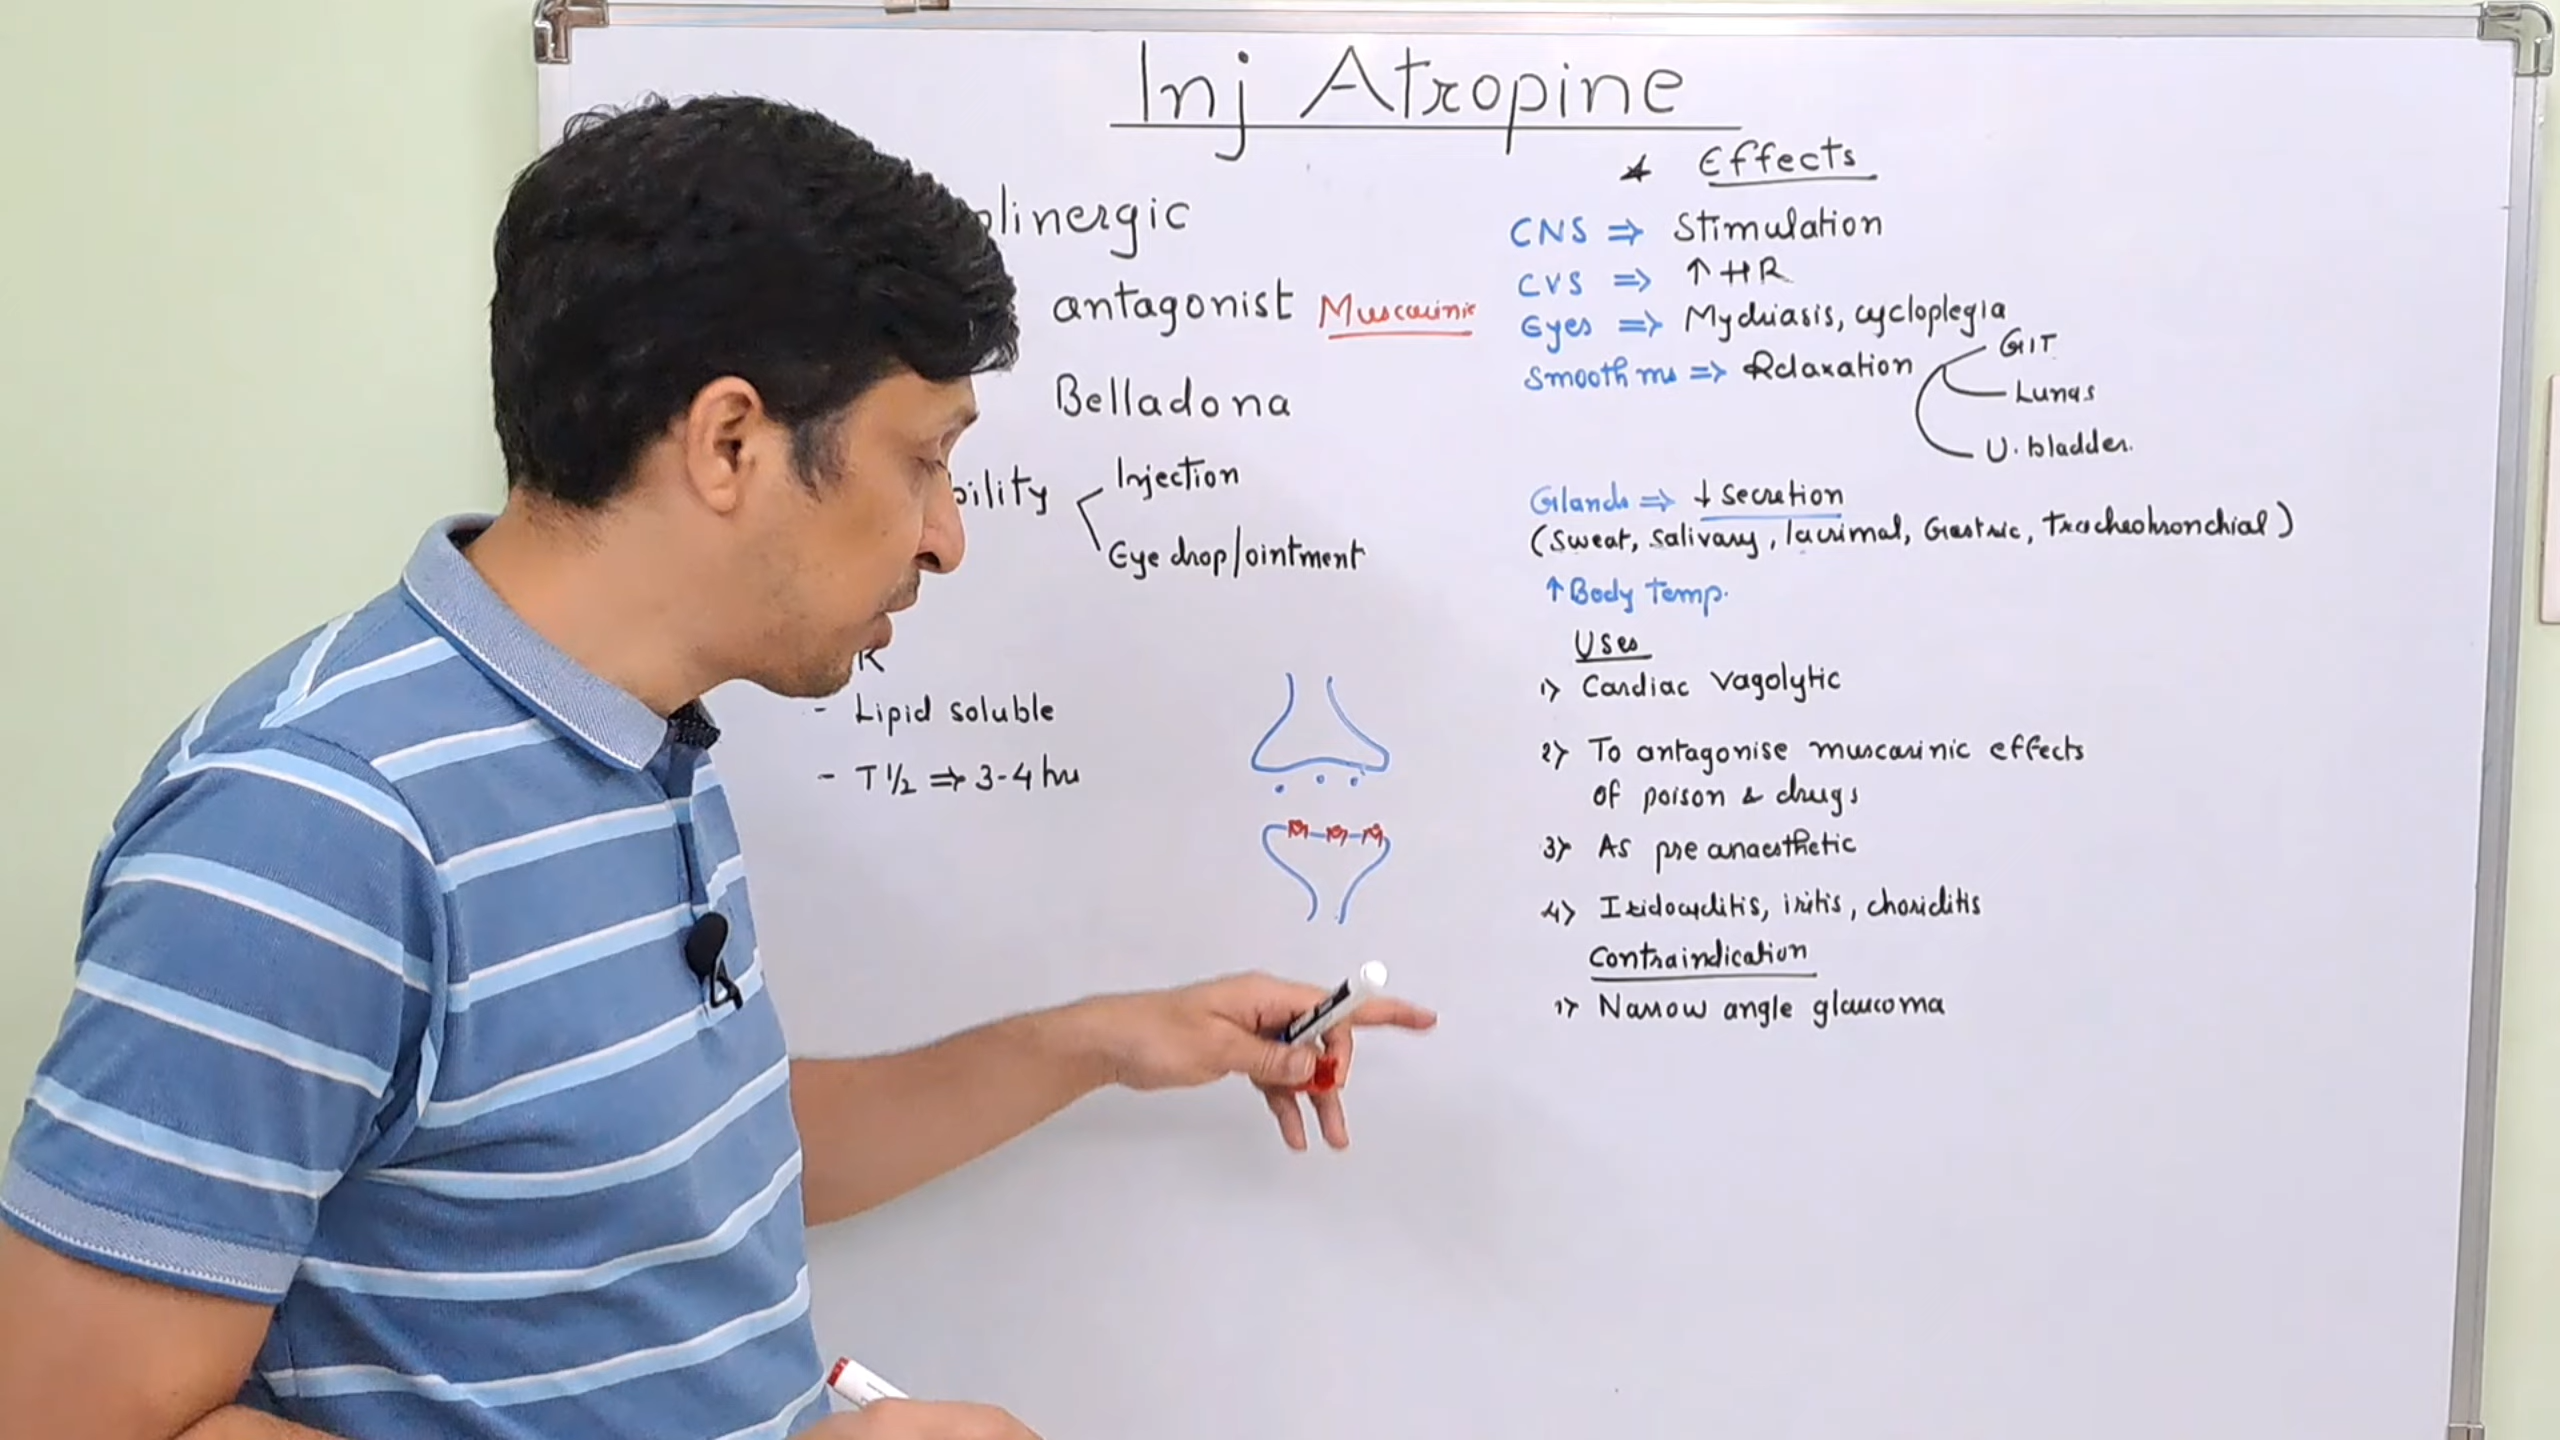 Inj Atropine
olinergic
antagonist Muscarinic
Belladona
bility
Injection
Eye drop/ointment
R
- Lipid soluble
- T 1/2 ⇒ 3-4 hrs
* Effects
CNS ⇒ Stimulation
CVS ⇒ ↑ HR
Eyes ⇒ Mydriasis, cycloplegia
Smooth ms ⇒ Relaxation
GIT
Lungs
U. bladder.
Glands ⇒ ↓ secretion
(Sweat, salivary, lacrimal, Gastric, tracheobronchial)
↑ Body Temp.
Uses
1) Cardiac vagolytic
2) To antagonise muscarinic effects
of poison & drugs
3) As pre anaesthetic
4) Iridocyclitis, iritis, choriditis
Contraindication
1) Narrow angle glaucoma